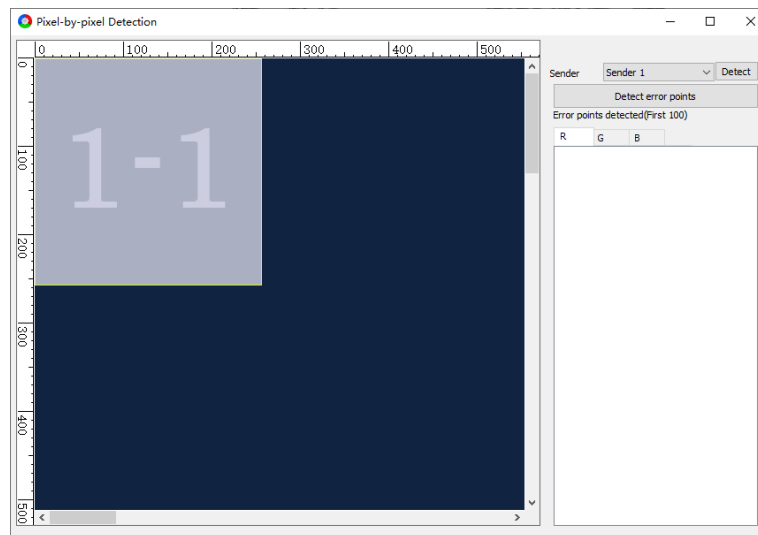 Pixel-by-pixel Detection
0 100 200 300 400 500
0
100
200
300
400
500
1-1
Sender Sender 1 Detect
Detect error points
Error points detected(First 100)
R G B